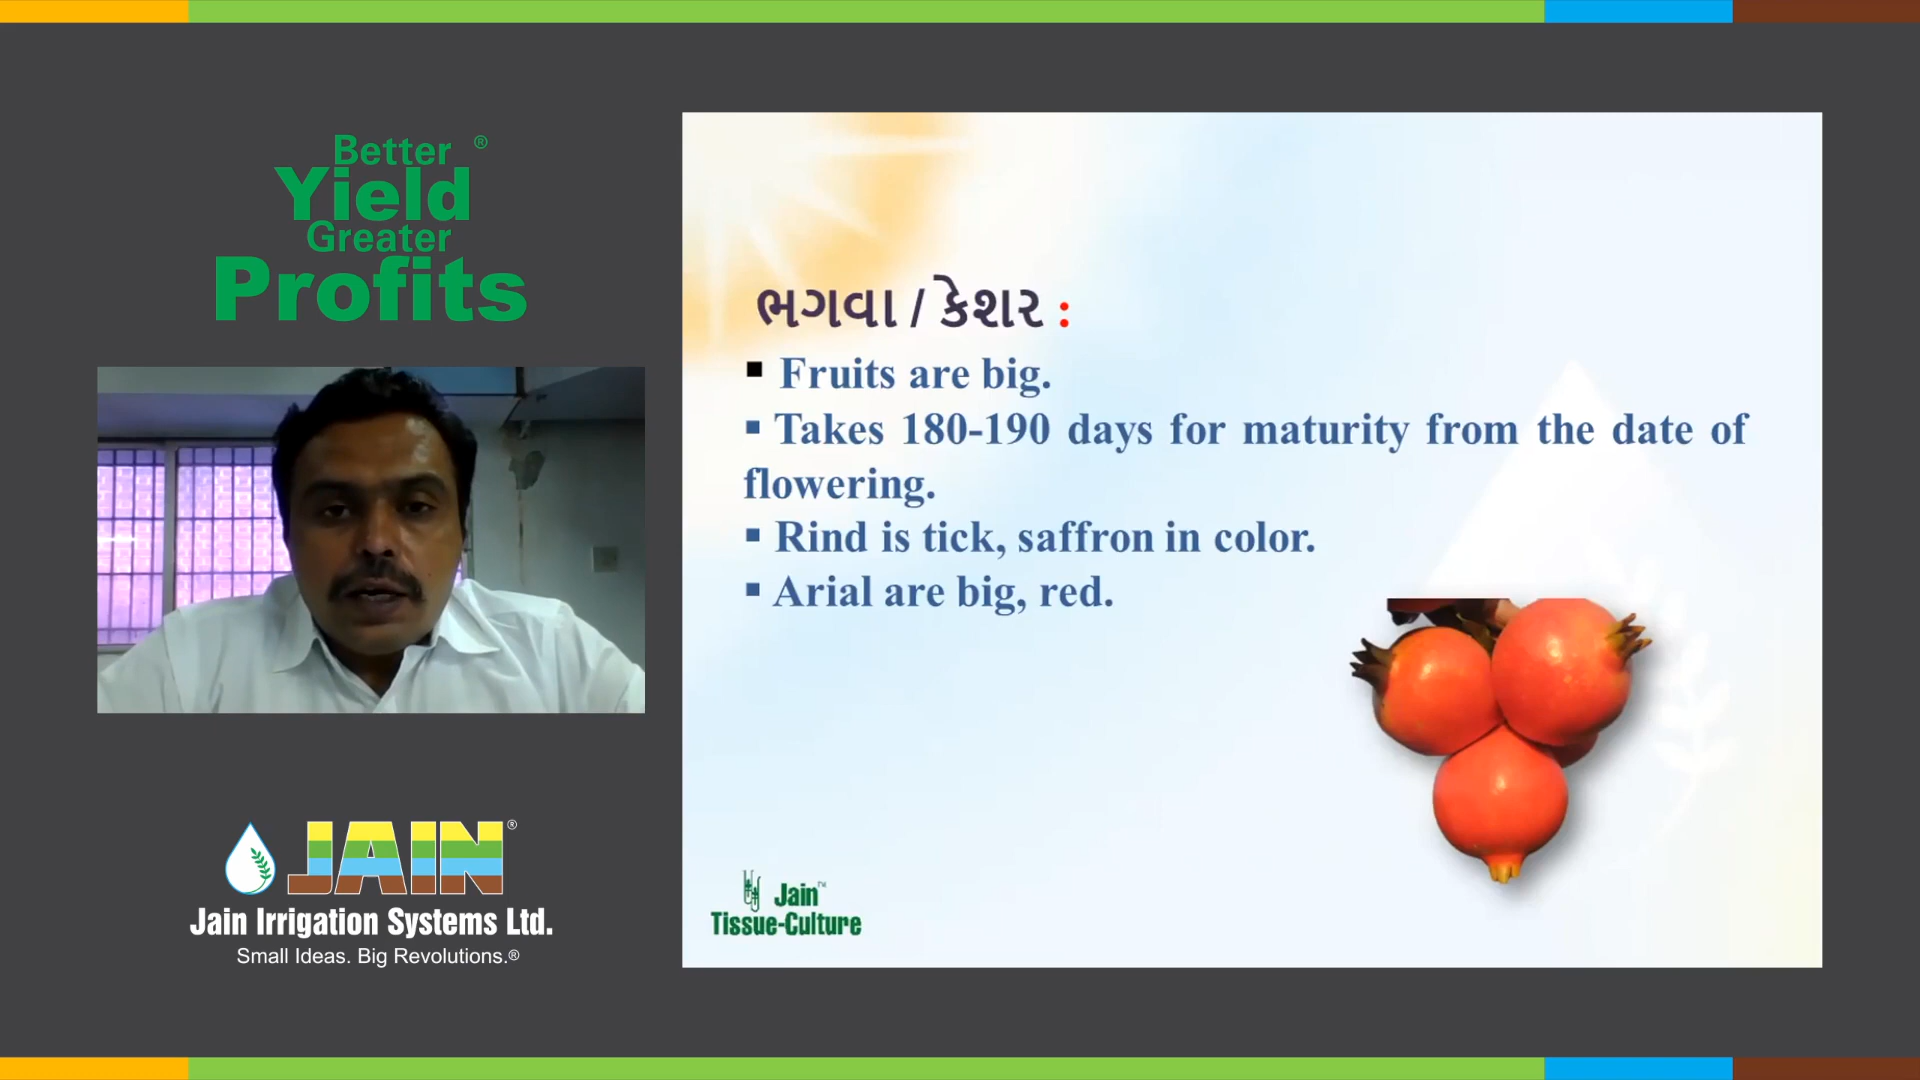 Better ®
Yield
Greater
Profits
ભગવા / કેશર :
▪ Fruits are big.
▪ Takes 180-190 days for maturity from the date of
flowering.
▪ Rind is tick, saffron in color.
▪ Arial are big, red.
JAIN®
Jain Irrigation Systems Ltd.
Small Ideas. Big Revolutions.®
Jain™
Tissue-Culture